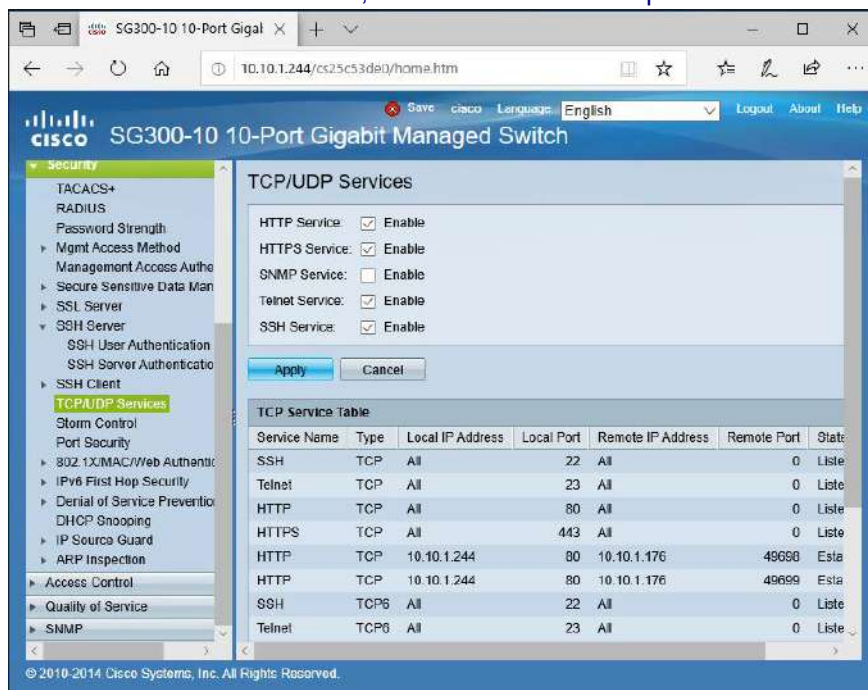 SG300-10 10-Port Gigal
10.10.1.244/cs25c53de0/home.htm
Save cisco Language English Logout About Help
cisco SG300-10 10-Port Gigabit Managed Switch
Security
TACACS+
RADIUS
Password Strength
Mgmt Access Method
Management Access Authe
Secure Sensitive Data Man
SSL Server
SSH Server
SSH User Authentication
SSH Server Authenticatio
SSH Client
TCP/UDP Services
Storm Control
Port Security
802.1X/MAC/Web Authentic
IPv6 First Hop Security
Denial of Service Preventio
DHCP Snooping
IP Source Guard
ARP Inspection
Access Control
Quality of Service
SNMP
TCP/UDP Services
HTTP Service: Enable
HTTPS Service: Enable
SNMP Service: Enable
Telnet Service: Enable
SSH Service: Enable
Apply Cancel
TCP Service Table
Service Name Type Local IP Address Local Port Remote IP Address Remote Port State
SSH TCP All 22 All 0 Liste
Telnet TCP All 23 All 0 Liste
HTTP TCP All 80 All 0 Liste
HTTPS TCP All 443 All 0 Liste
HTTP TCP 10.10.1.244 80 10.10.1.176 49698 Esta
HTTP TCP 10.10.1.244 80 10.10.1.176 49699 Esta
SSH TCP6 All 22 All 0 Liste
Telnet TCP6 All 23 All 0 Liste
© 2010-2014 Cisco Systems, Inc. All Rights Reserved.